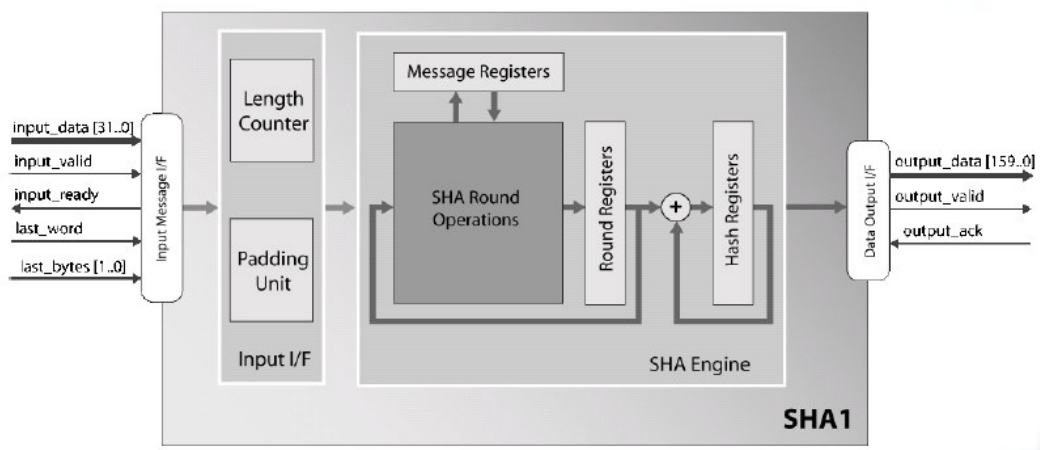 input_data [31..0]
input_valid
input_ready
last_word
last_bytes [1..0]
Input Message I/F
Length
Counter
Padding
Unit
Input I/F
Message Registers
SHA Round
Operations
Round Registers
+
Hash Registers
SHA Engine
Data Output I/F
output_data [159..0]
output_valid
output_ack
SHA1